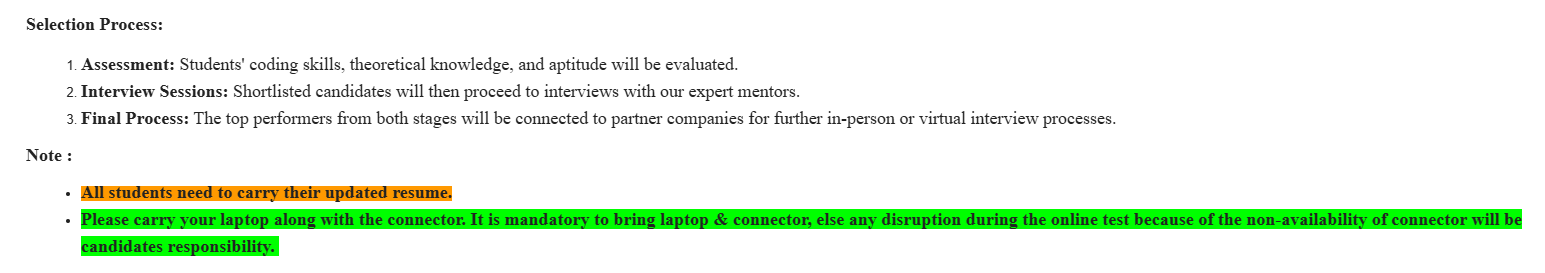 Selection Process:
1. Assessment: Students' coding skills, theoretical knowledge, and aptitude will be evaluated.
2. Interview Sessions: Shortlisted candidates will then proceed to interviews with our expert mentors.
3. Final Process: The top performers from both stages will be connected to partner companies for further in-person or virtual interview processes.
Note :
• All students need to carry their updated resume.
• Please carry your laptop along with the connector. It is mandatory to bring laptop & connector, else any disruption during the online test because of the non-availability of connector will be
candidates responsibility.